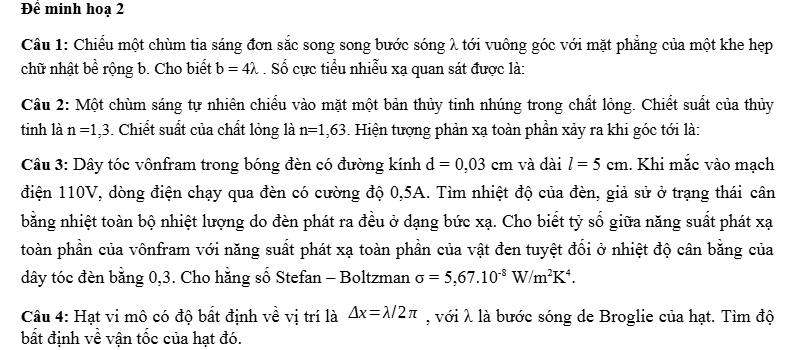 Đề minh hoạ 2
Câu 1: Chiếu một chùm tia sáng đơn sắc song song bước sóng λ tới vuông góc với mặt phẳng của một khe hẹp
chữ nhật bề rộng b. Cho biết b = 4λ . Số cực tiểu nhiễu xạ quan sát được là:
Câu 2: Một chùm sáng tự nhiên chiếu vào mặt một bản thủy tinh nhúng trong chất lỏng. Chiết suất của thủy
tinh là n =1,3. Chiết suất của chất lỏng là n=1,63. Hiện tượng phản xạ toàn phần xảy ra khi góc tới là:
Câu 3: Dây tóc vônfram trong bóng đèn có đường kính d = 0,03 cm và dài l = 5 cm. Khi mắc vào mạch
điện 110V, dòng điện chạy qua đèn có cường độ 0,5A. Tìm nhiệt độ của đèn, giả sử ở trạng thái cân
bằng nhiệt toàn bộ nhiệt lượng do đèn phát ra đều ở dạng bức xạ. Cho biết tỷ số giữa năng suất phát xạ
toàn phần của vônfram với năng suất phát xạ toàn phần của vật đen tuyệt đối ở nhiệt độ cân bằng của
dây tóc đèn bằng 0,3. Cho hằng số Stefan – Boltzman σ = 5,67.10⁻⁸ W/m²K⁴.
Câu 4: Hạt vi mô có độ bất định về vị trí là Δx=λ/2π , với λ là bước sóng de Broglie của hạt. Tìm độ
bất định về vận tốc của hạt đó.